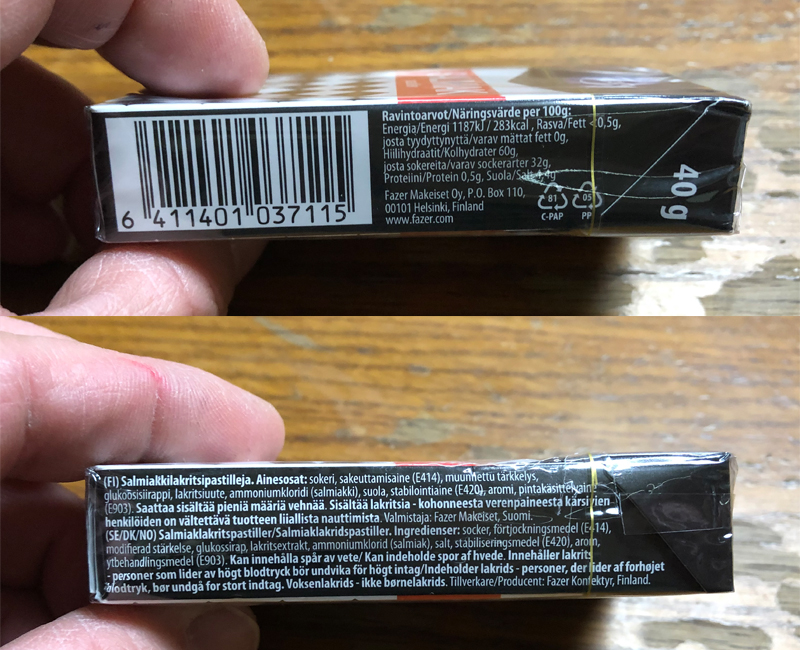 Ravintoarvot/Näringsvärde per 100g:
Energia/Energi 1187kJ / 283kcal , Rasva/Fett <0,5g,
josta tyydyttynyttä/varav mättat fett 0g,
Hiilihydraatit/Kolhydrater 60g,
josta sokereita/varav sockerarter 32g,
Proteiini/Protein 0,5g, Suola/Salt 4,4g
Fazer Makeiset Oy, P.O. Box 110,
00101 Helsinki, Finland
www.fazer.com
81
C-PAP
05
PP
40 g
6 411401 037115
(FI) Salmiakkilakritsipastilleja. Ainesosat: sokeri, sakeuttamisaine (E414), muunnettu tärkkelys,
glukoosisiirappi, lakritsiuute, ammoniumkloridi (salmiakki), suola, stabilointiaine (E420), aromi, pintakäsittelyaine
(E903). Saattaa sisältää pieniä määriä vehnää. Sisältää lakritsia - kohonneesta verenpaineesta kärsivien
henkilöiden on vältettävä tuotteen liiallista nauttimista. Valmistaja: Fazer Makeiset, Suomi.
(SE/DK/NO) Salmiaklakritspastiller/Salmiaklakridspastiller. Ingredienser: socker, förtjockningsmedel (E414),
modifierad stärkelse, glukossirap, lakritsextrakt, ammoniumklorid (salmiak), salt, stabiliseringsmedel (E420), arom,
ytbehandlingsmedel (E903). Kan innehålla spår av vete/ Kan indeholde spor af hvede. Innehåller lakrits
- personer som lider av högt blodtryck bör undvika för högt intag/Indeholder lakrids - personer, der lider af forhøjet
blodtryk, bør undgå for stort indtag. Voksenlakrids - ikke børnelakrids. Tillverkare/Producent: Fazer Konfektyr, Finland.